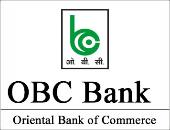 ओ. बी. सी.
OBC Bank
Oriental Bank of Commerce